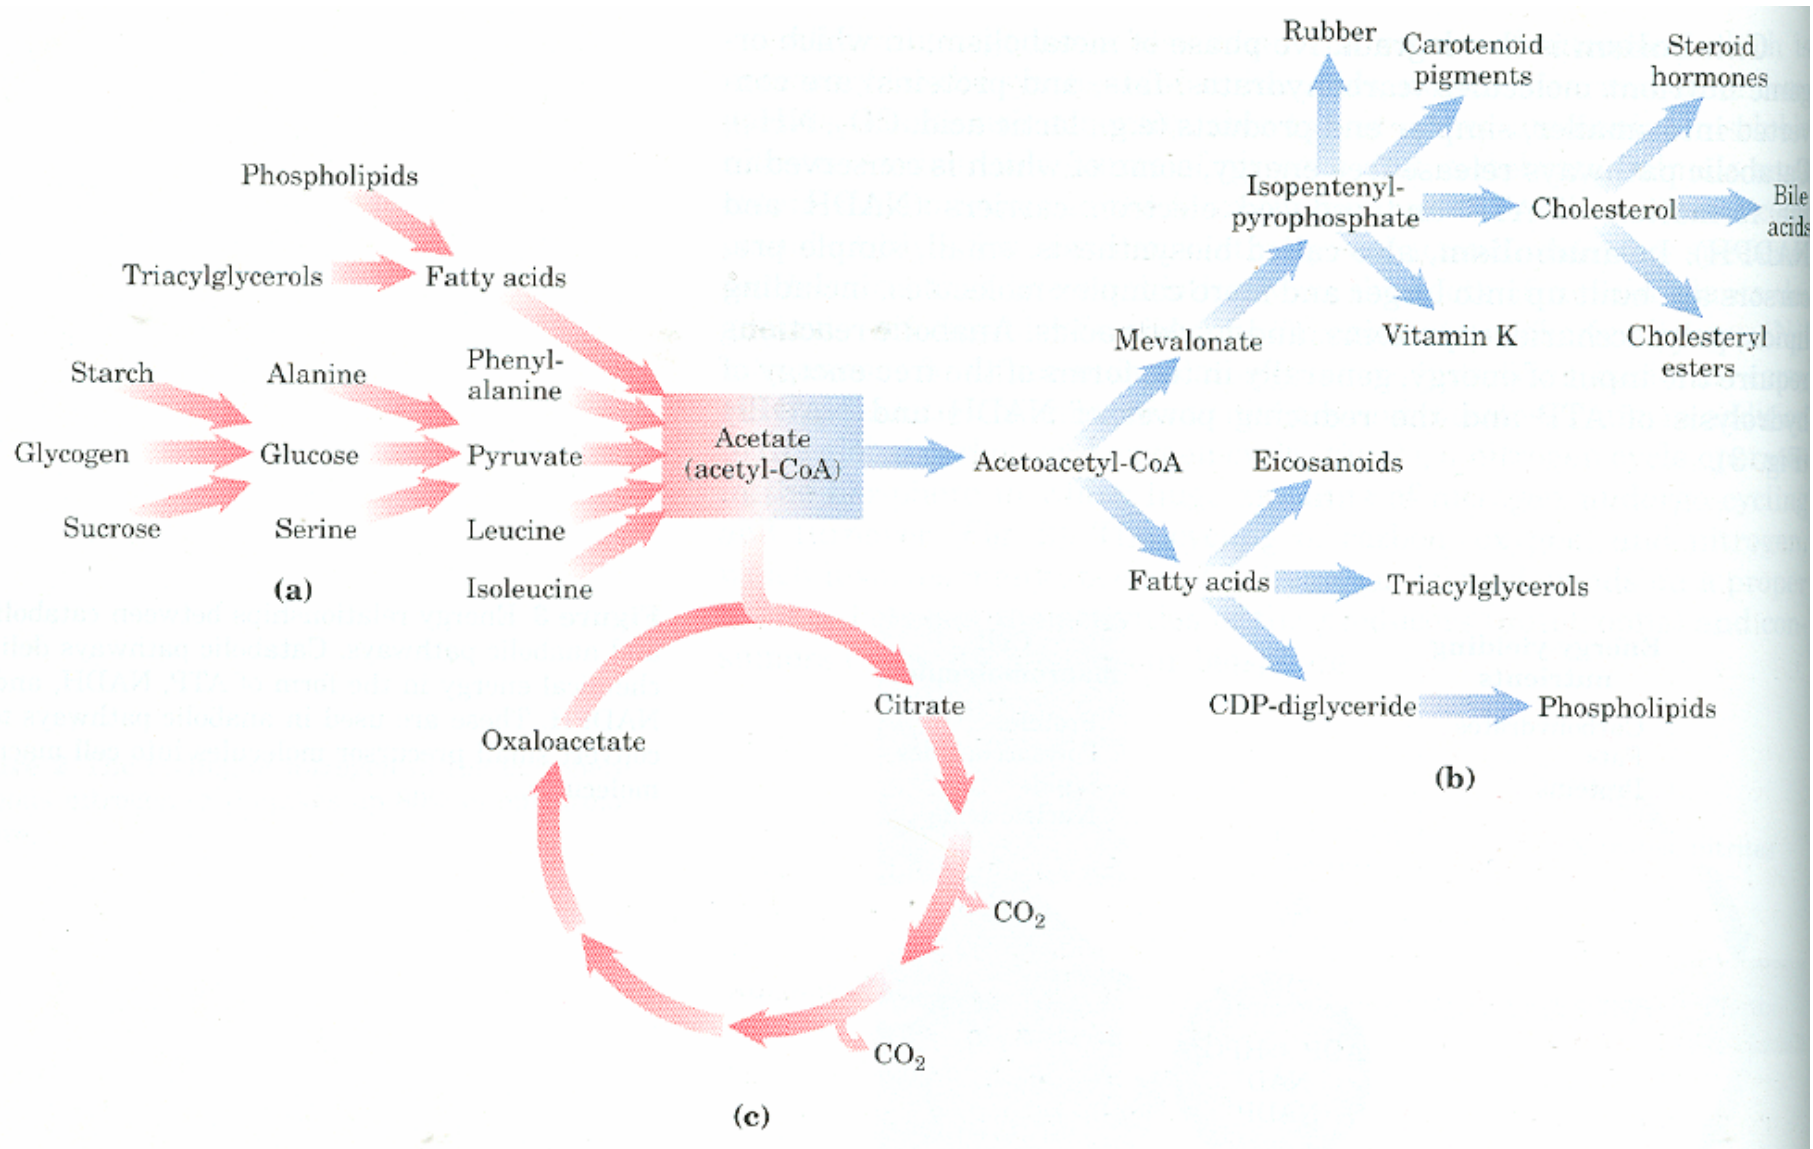 Phospholipids
Triacylglycerols
Fatty acids
Starch
Alanine
Phenyl-
alanine
Glycogen
Glucose
Pyruvate
Sucrose
Serine
Leucine
Isoleucine
(a)
Acetate
(acetyl-CoA)
Acetoacetyl-CoA
Mevalonate
Isopentenyl-
pyrophosphate
Rubber
Carotenoid
pigments
Steroid
hormones
Cholesterol
Bile
acids
Vitamin K
Cholesteryl
esters
Eicosanoids
Fatty acids
Triacylglycerols
CDP-diglyceride
Phospholipids
(b)
Citrate
Oxaloacetate
CO₂
CO₂
(c)